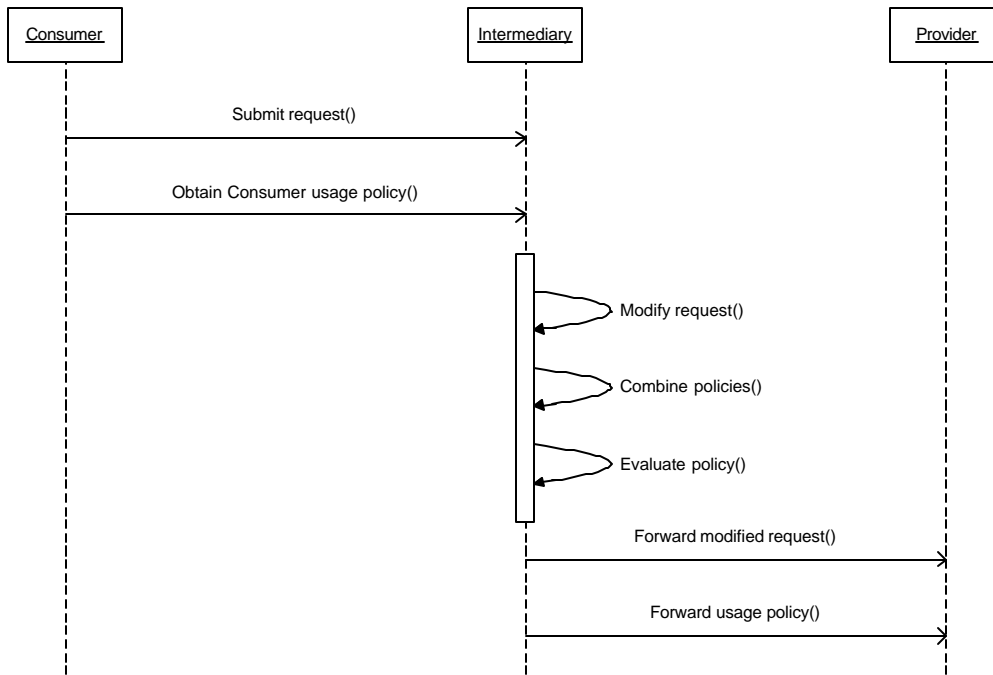 Consumer
Intermediary
Provider
Submit request()
Obtain Consumer usage policy()
Modify request()
Combine policies()
Evaluate policy()
Forward modified request()
Forward usage policy()